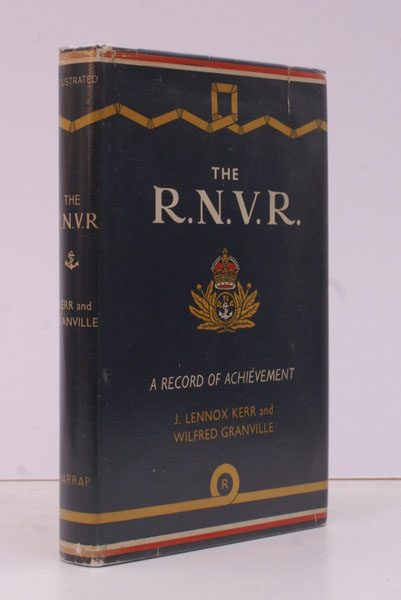 THE
R.N.V.R.
A RECORD OF ACHIEVEMENT
J. LENNOX KERR and
WILFRED GRANVILLE
R
ILLUSTRATED
THE
R.N.V.R
KERR and
GRANVILLE
HARRAP